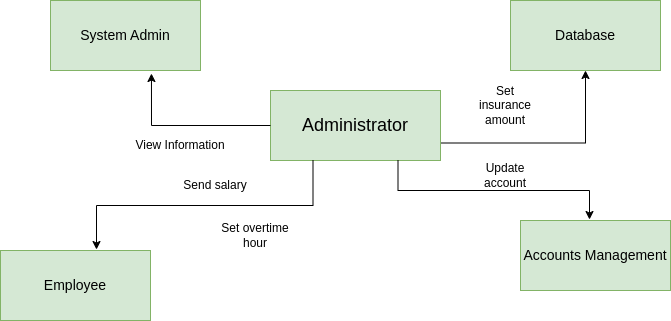 System Admin
Database
Set
insurance
amount
Administrator
View Information
Update
account
Send salary
Set overtime
hour
Accounts Management
Employee